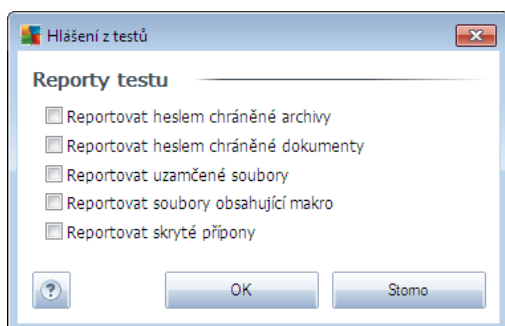 Hlášení z testů
Reporty testu
Reportovat heslem chráněné archivy
Reportovat heslem chráněné dokumenty
Reportovat uzamčené soubory
Reportovat soubory obsahující makro
Reportovat skryté přípony
?
OK
Storno